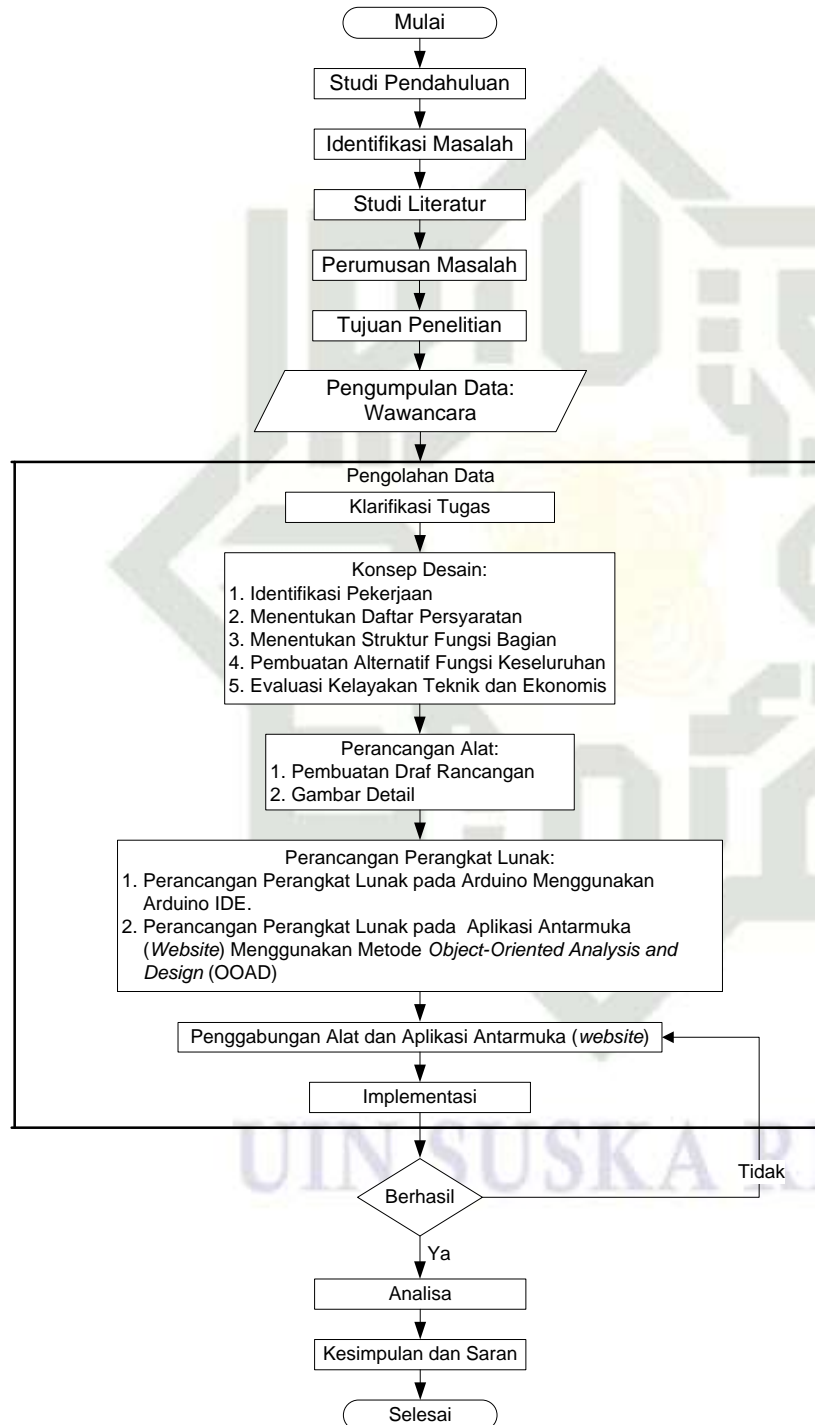 Mulai
Studi Pendahuluan
Identifikasi Masalah
Studi Literatur
Perumusan Masalah
Tujuan Penelitian
Pengumpulan Data:
Wawancara
Pengolahan Data
Klarifikasi Tugas
Konsep Desain:
1. Identifikasi Pekerjaan
2. Menentukan Daftar Persyaratan
3. Menentukan Struktur Fungsi Bagian
4. Pembuatan Alternatif Fungsi Keseluruhan
5. Evaluasi Kelayakan Teknik dan Ekonomis
Perancangan Alat:
1. Pembuatan Draf Rancangan
2. Gambar Detail
Perancangan Perangkat Lunak:
1. Perancangan Perangkat Lunak pada Arduino Menggunakan
Arduino IDE.
2. Perancangan Perangkat Lunak pada Aplikasi Antarmuka
(Website) Menggunakan Metode Object-Oriented Analysis and
Design (OOAD)
Penggabungan Alat dan Aplikasi Antarmuka (website)
Implementasi
UIN SUSKA
Tidak
Berhasil
Ya
Analisa
Kesimpulan dan Saran
Selesai